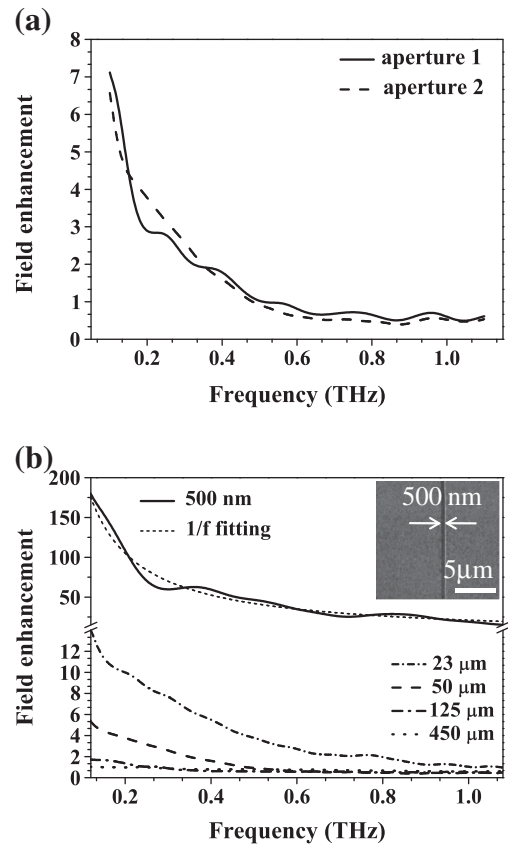 (a)
8
7
6
5
4
3
2
1
0
Field enhancement
aperture 1
aperture 2
0.2 0.4 0.6 0.8 1.0
Frequency (THz)
(b)
200
150
100
50
12
10
8
6
4
2
0
Field enhancement
500 nm
1/f fitting
500 nm
5μm
23 μm
50 μm
125 μm
450 μm
0.2 0.4 0.6 0.8 1.0
Frequency (THz)